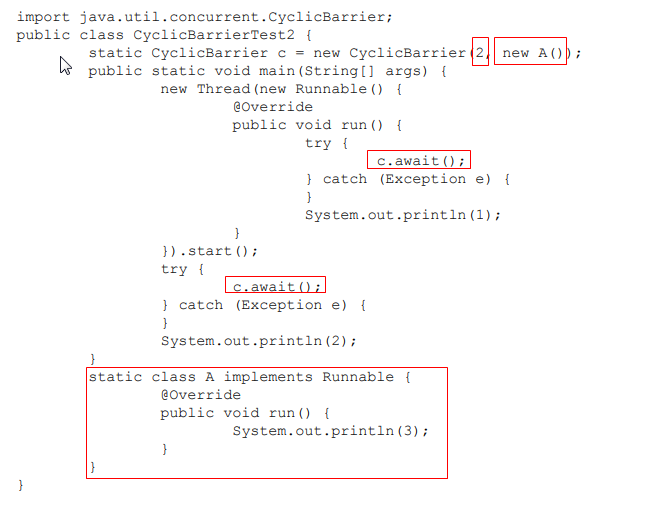 import java.util.concurrent.CyclicBarrier;
public class CyclicBarrierTest2 {
static CyclicBarrier c = new CyclicBarrier(2, new A());
public static void main(String[] args) {
new Thread(new Runnable() {
@Override
public void run() {
try {
c.await();
} catch (Exception e) {
}
System.out.println(1);
}
}).start();
try {
c.await();
} catch (Exception e) {
}
System.out.println(2);
}
static class A implements Runnable {
@Override
public void run() {
System.out.println(3);
}
}
}